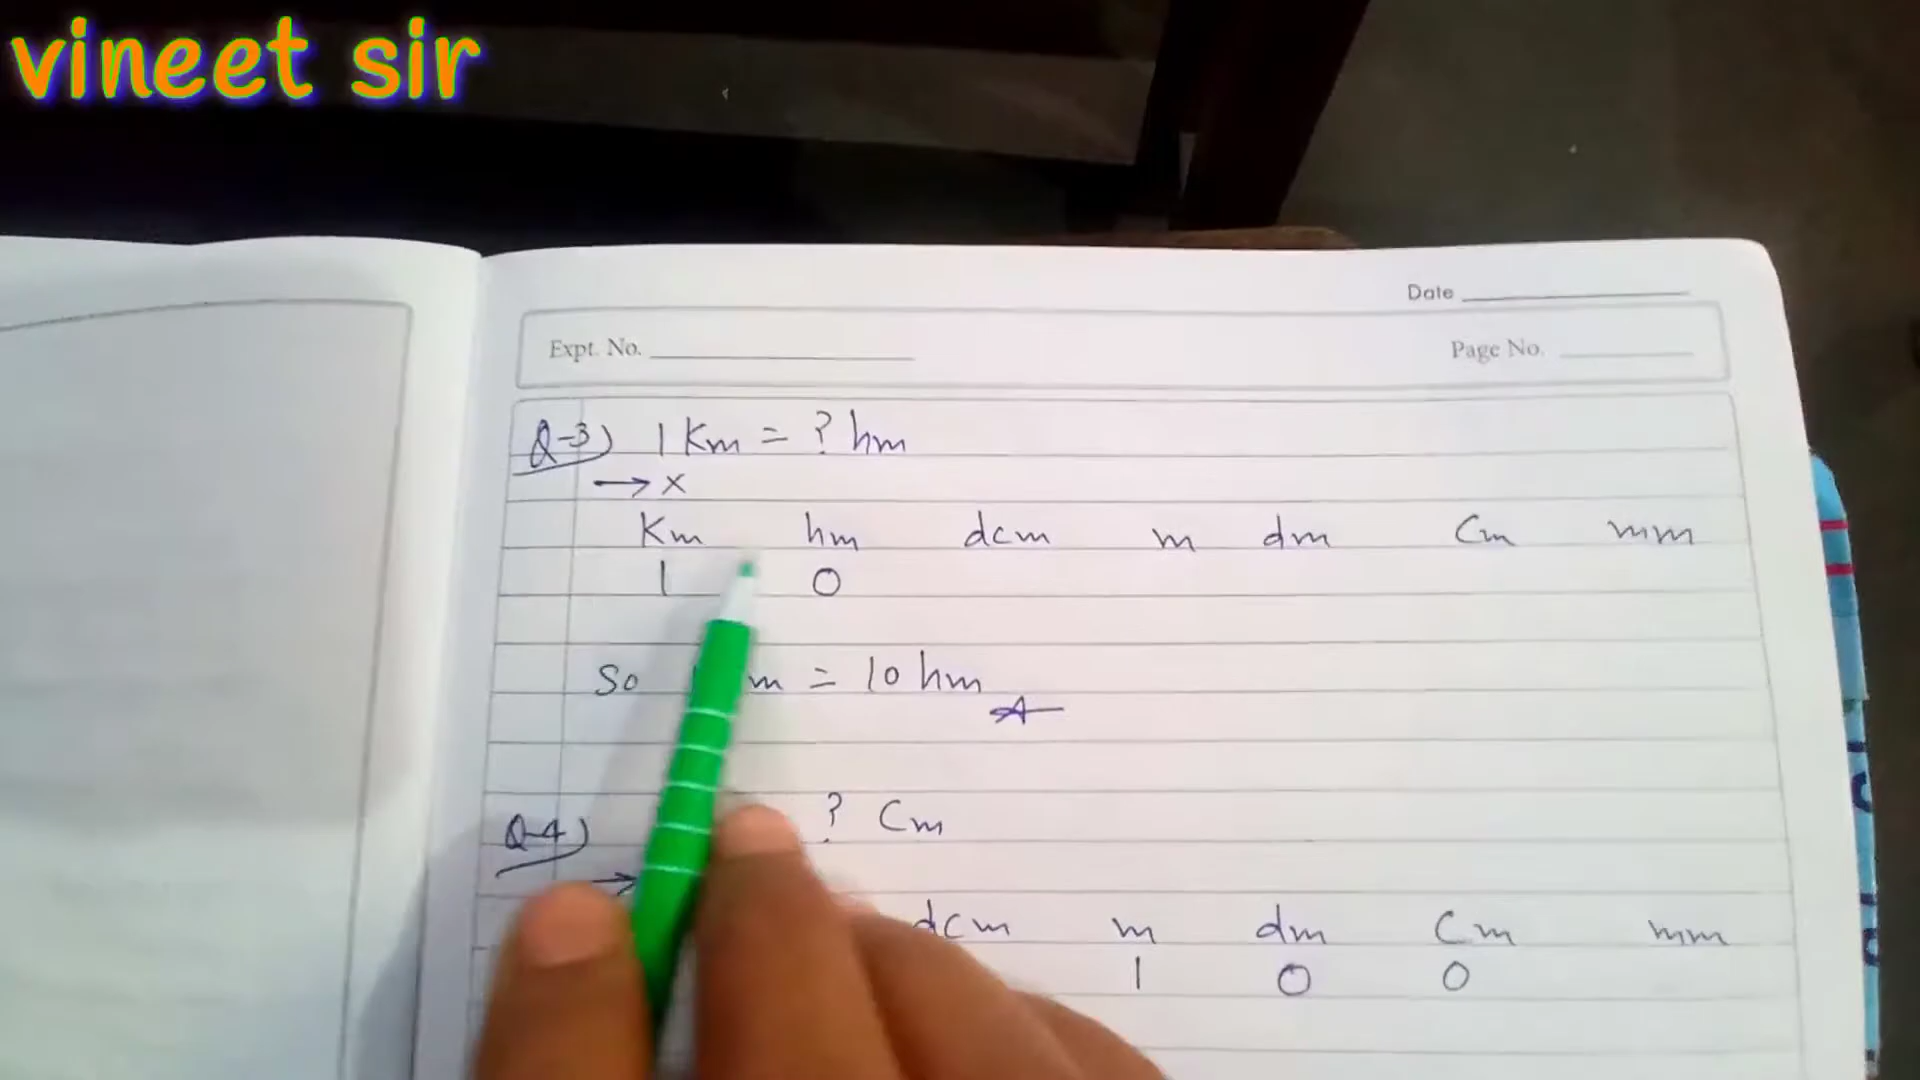 vineet sir
Date
Expt. No.
Page No.
Q-3) 1 Km = ? hm
→ x
Km hm dcm m dm Cm mm
1 0
So m = 10 hm
Q-4) ? Cm
→
dcm m dm Cm mm
1 0 0